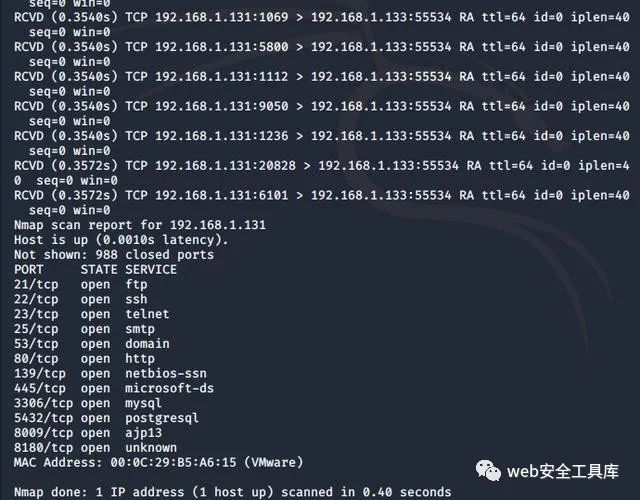 seq=0 win=0
RCVD (0.3540s) TCP 192.168.1.131:1069 > 192.168.1.133:55534 RA ttl=64 id=0 iplen=40
seq=0 win=0
RCVD (0.3540s) TCP 192.168.1.131:5800 > 192.168.1.133:55534 RA ttl=64 id=0 iplen=40
seq=0 win=0
RCVD (0.3540s) TCP 192.168.1.131:1112 > 192.168.1.133:55534 RA ttl=64 id=0 iplen=40
seq=0 win=0
RCVD (0.3540s) TCP 192.168.1.131:9050 > 192.168.1.133:55534 RA ttl=64 id=0 iplen=40
seq=0 win=0
RCVD (0.3540s) TCP 192.168.1.131:1236 > 192.168.1.133:55534 RA ttl=64 id=0 iplen=40
seq=0 win=0
RCVD (0.3572s) TCP 192.168.1.131:20828 > 192.168.1.133:55534 RA ttl=64 id=0 iplen=4
0 seq=0 win=0
RCVD (0.3572s) TCP 192.168.1.131:6101 > 192.168.1.133:55534 RA ttl=64 id=0 iplen=40
seq=0 win=0
Nmap scan report for 192.168.1.131
Host is up (0.0010s latency).
Not shown: 988 closed ports
PORT STATE SERVICE
21/tcp open ftp
22/tcp open ssh
23/tcp open telnet
25/tcp open smtp
53/tcp open domain
80/tcp open http
139/tcp open netbios-ssn
445/tcp open microsoft-ds
3306/tcp open mysql
5432/tcp open postgresql
8009/tcp open ajp13
8180/tcp open unknown
MAC Address: 00:0C:29:B5:A6:15 (VMware)
web安全工具库
Nmap done: 1 IP address (1 host up) scanned in 0.40 seconds